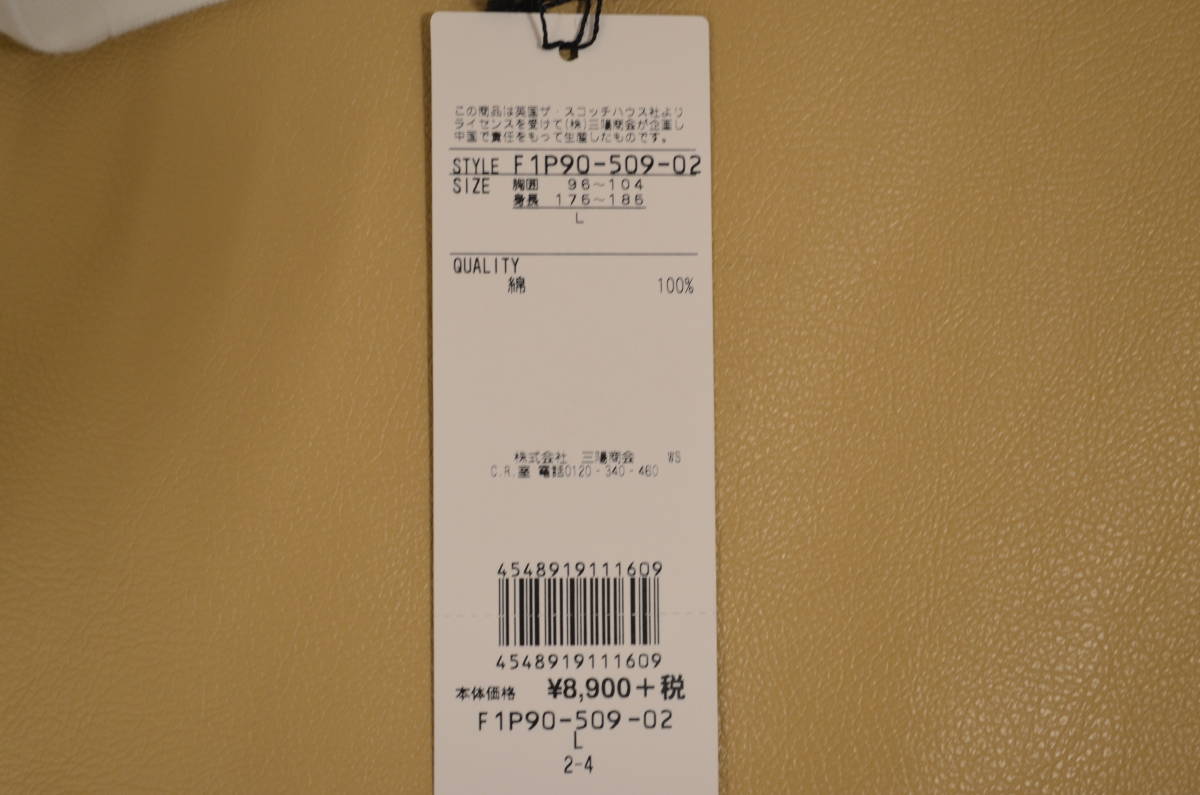 この商品は英国ザ・スコッチハウス社より
ライセンスを受けて(株)三陽商会が企画し
中国で責任をもって生産したものです。
STYLE F1P90-509-02
SIZE 胸囲 96～104
身長 175～185
L
QUALITY
綿 100%
株式会社 三陽商会 WS
C.R.室 電話0120-340-460
4548919111609
4548919111609
本体価格 ¥8,900+税
F1P90-509-02
L
2-4